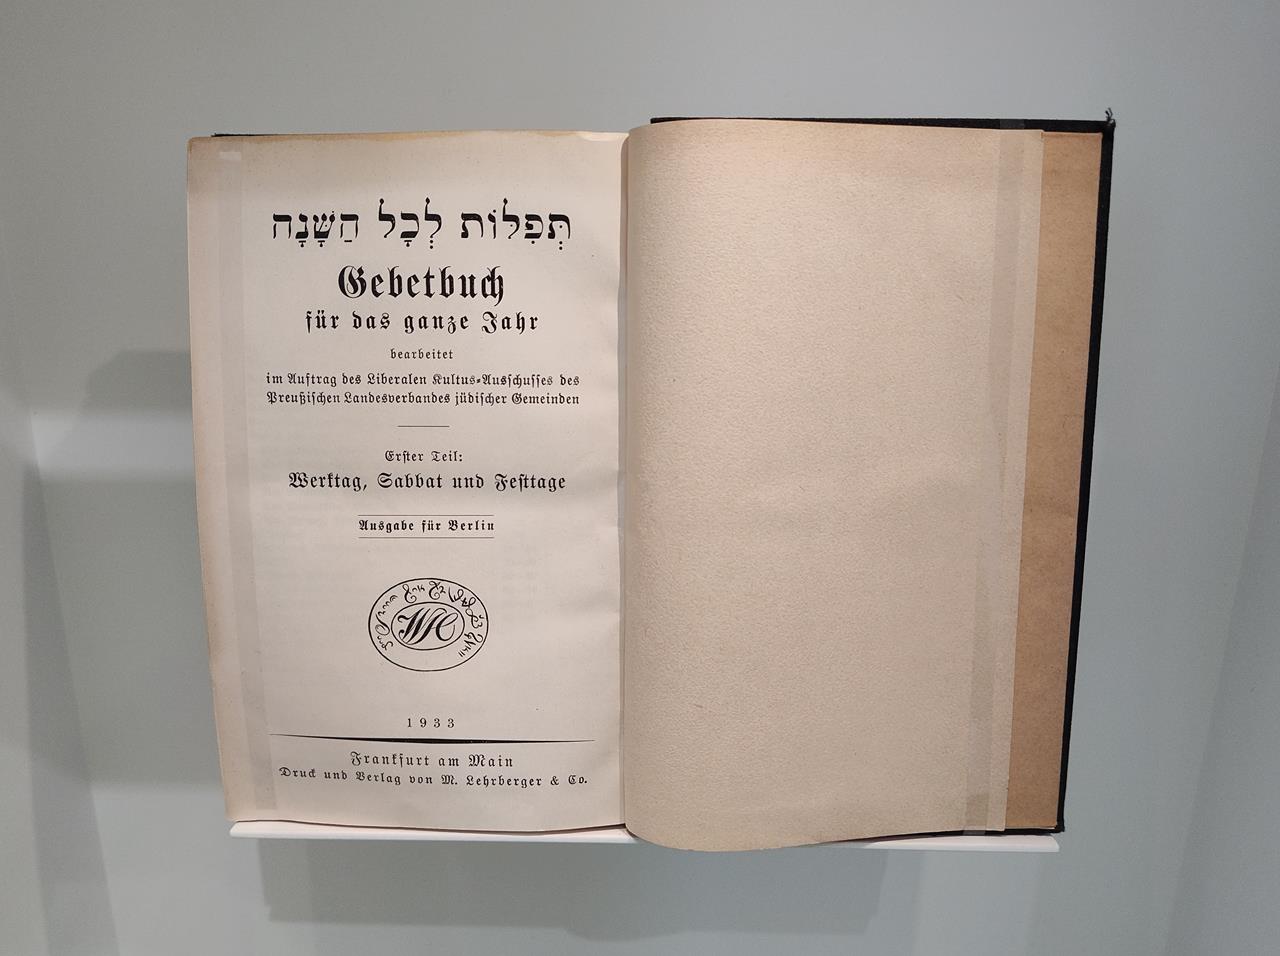 תְּפִלּוֹת לְכָל הַשָּׁנָה
Gebetbuch
für das ganze Jahr
bearbeitet
im Auftrag des Liberalen Kultus-Ausschusses des
Preußischen Landesverbandes jüdischer Gemeinden
Erster Teil:
Werktag, Sabbat und Festtage
Ausgabe für Berlin
1933
Frankfurt am Main
Druck und Verlag von M. Lehrberger & Co.